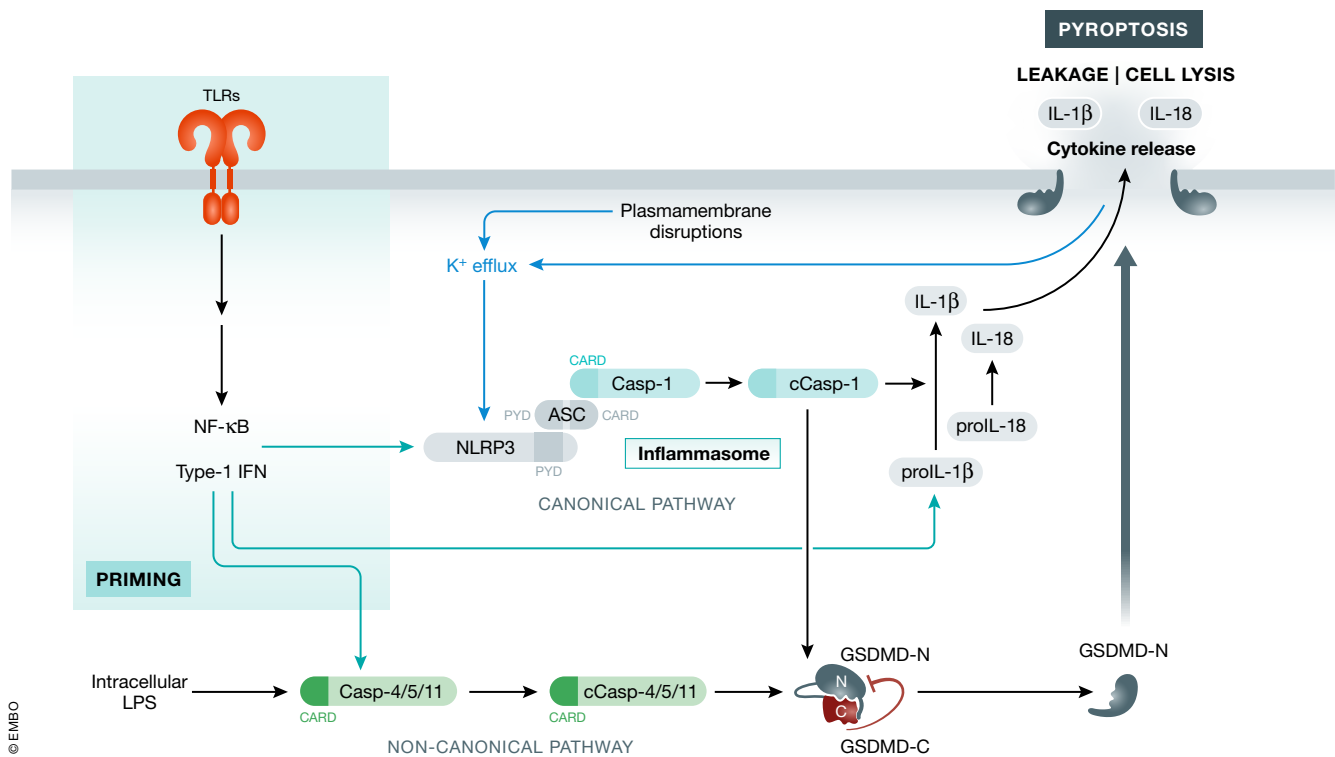 PYROPTOSIS
LEAKAGE | CELL LYSIS
IL-1β
IL-18
Cytokine release
TLRs
Plasmamembrane
disruptions
K⁺ efflux
IL-1β
IL-18
CARD
Casp-1
cCasp-1
PYD
ASC
CARD
proIL-18
NF-κB
NLRP3
Inflammasome
PYD
Type-1 IFN
proIL-1β
CANONICAL PATHWAY
PRIMING
GSDMD-N
GSDMD-N
Intracellular
LPS
Casp-4/5/11
cCasp-4/5/11
N
C
CARD
CARD
GSDMD-C
NON-CANONICAL PATHWAY
© EMBO